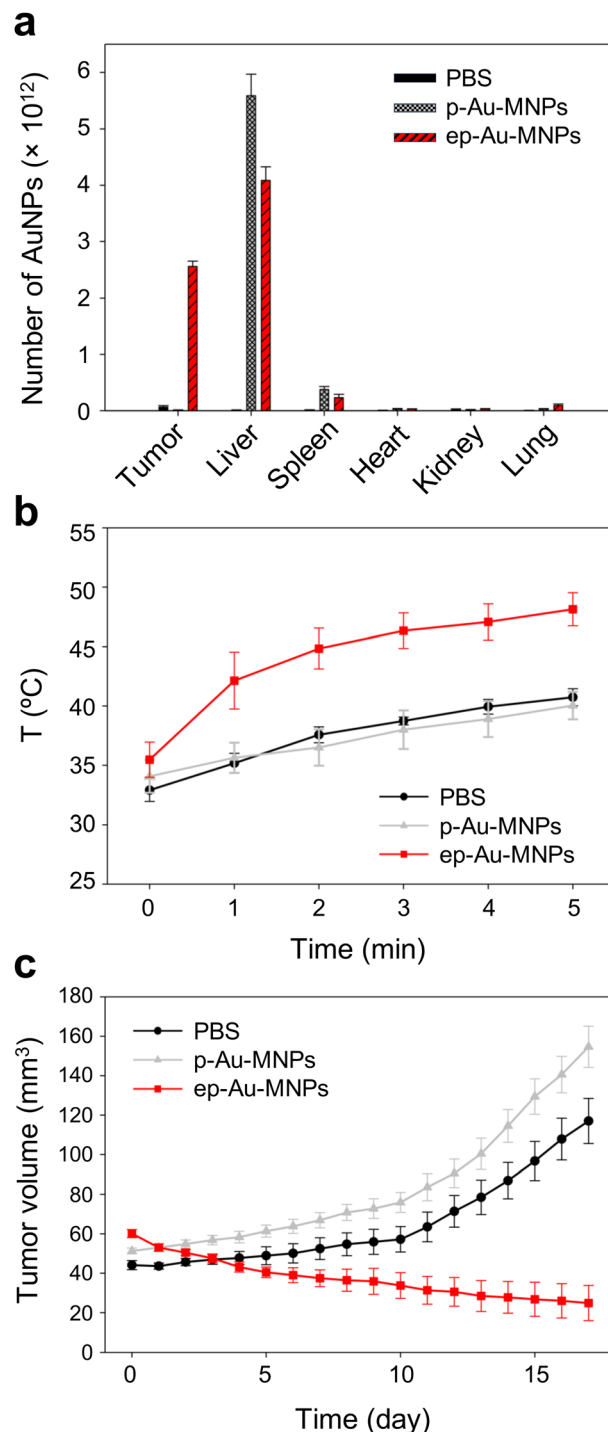 a
Number of AuNPs (× 10¹²)
6
5
4
3
2
1
0
PBS
p-Au-MNPs
ep-Au-MNPs
Tumor
Liver
Spleen
Heart
Kidney
Lung
b
T (ºC)
55
50
45
40
35
30
25
PBS
p-Au-MNPs
ep-Au-MNPs
0 1 2 3 4 5
Time (min)
c
Tumor volume (mm³)
180
160
140
120
100
80
60
40
20
0
PBS
p-Au-MNPs
ep-Au-MNPs
0 5 10 15
Time (day)